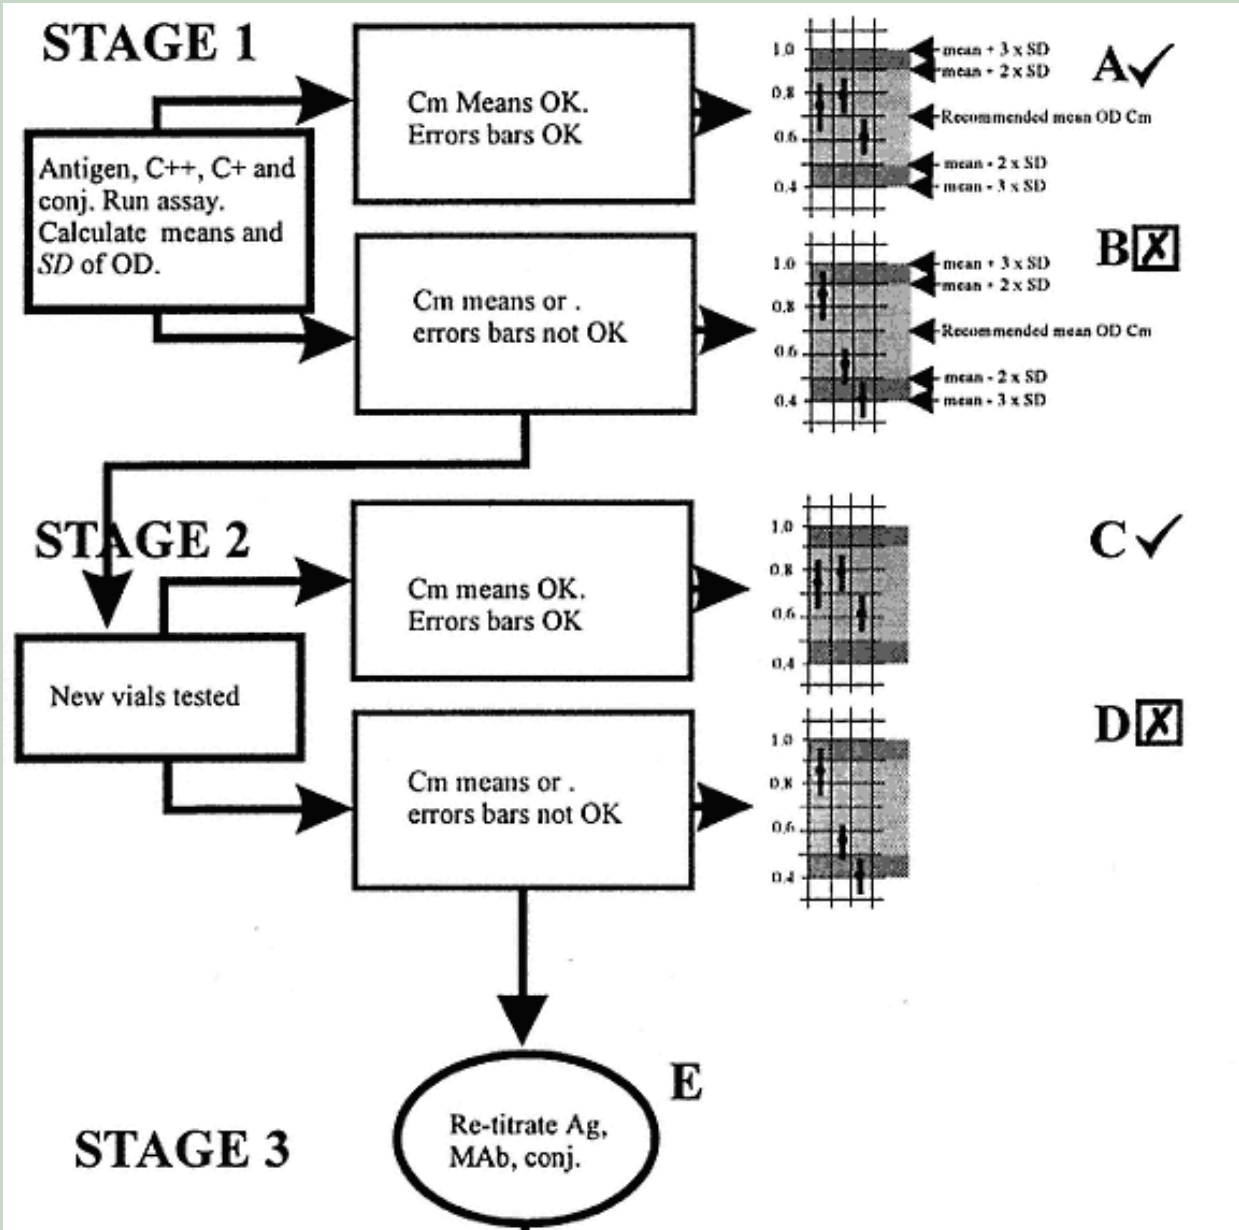 STAGE 1
Antigen, C++, C+ and
conj. Run assay.
Calculate means and
SD of OD.
Cm Means OK.
Errors bars OK
1.0
0.8
0.6
0.4
mean + 3 x SD
mean + 2 x SD
Recommended mean OD Cm
mean - 2 x SD
mean - 3 x SD
A✓
Cm means or .
errors bars not OK
1.0
0.8
0.6
0.4
mean + 3 x SD
mean + 2 x SD
Recommended mean OD Cm
mean - 2 x SD
mean - 3 x SD
B ✗
STAGE 2
New vials tested
Cm means OK.
Errors bars OK
1.0
0.8
0.6
0.4
C ✓
Cm means or .
errors bars not OK
1.0
0.8
0.6
0.4
D ✗
STAGE 3
Re-titrate Ag,
MAb, conj.
E